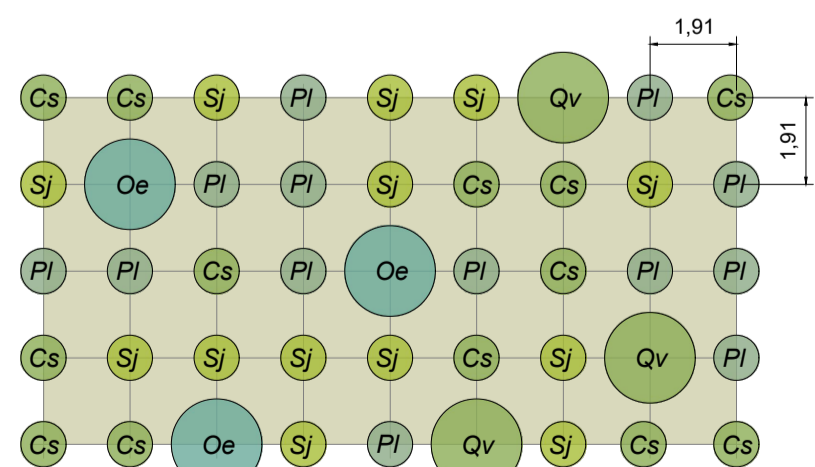 1,91
Cs Cs Sj Pl Sj Sj Qv Pl Cs
1,91
Sj Oe Pl Pl Sj Cs Cs Sj Pl
Pl Pl Cs Pl Oe Pl Cs Pl Pl
Cs Sj Sj Sj Sj Cs Sj Qv Pl
Cs Cs Oe Sj Pl Qv Sj Cs Cs